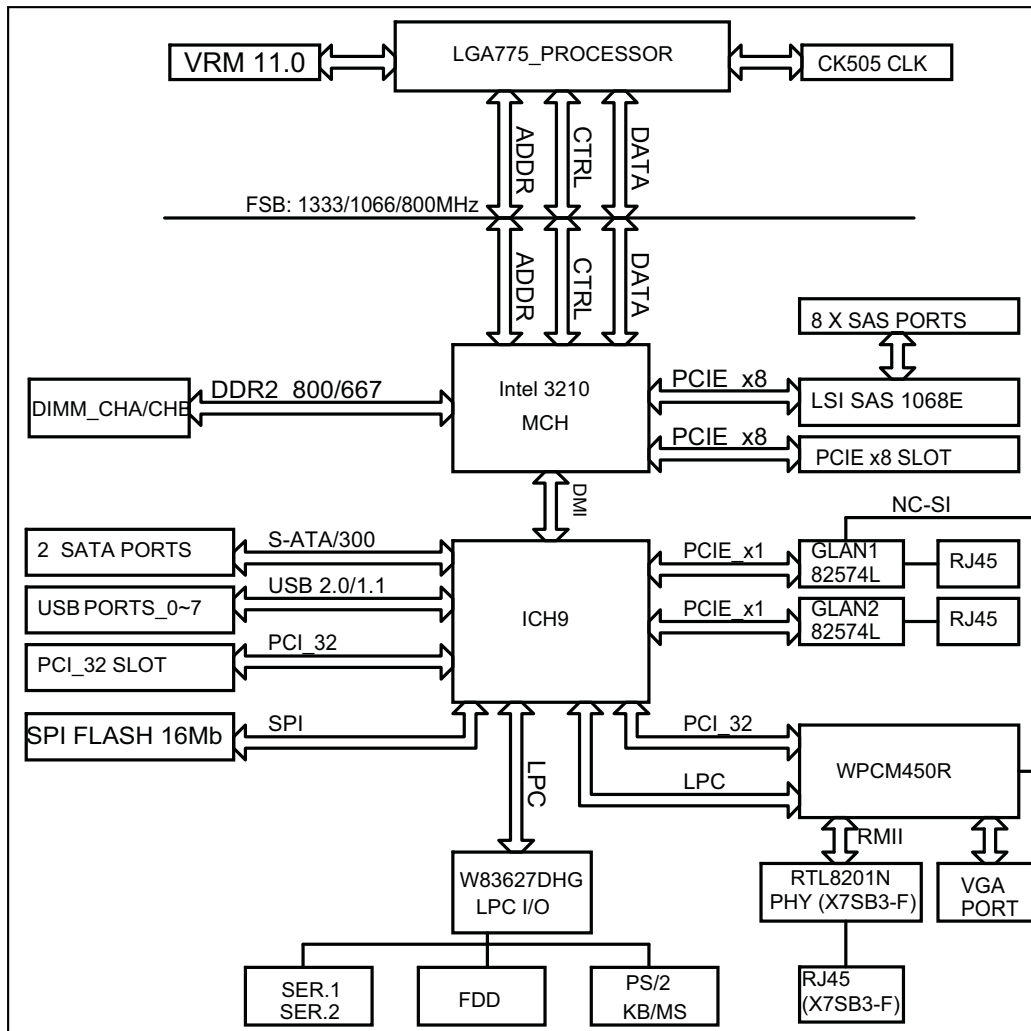 VRM 11.0
LGA775_PROCESSOR
CK505 CLK
ADDR
CTRL
DATA
FSB: 1333/1066/800MHz
ADDR
CTRL
DATA
8 X SAS PORTS
DIMM_CHA/CHB
DDR2 800/667
Intel 3210
MCH
PCIE x8
LSI SAS 1068E
PCIE x8
PCIE x8 SLOT
DMI
NC-SI
2 SATA PORTS
S-ATA/300
ICH9
PCIE_x1
GLAN1
82574L
RJ45
USB PORTS_0~7
USB 2.0/1.1
PCIE_x1
GLAN2
82574L
RJ45
PCI_32 SLOT
PCI_32
SPI FLASH 16Mb
SPI
LPC
PCI_32
LPC
WPCM450R
RMII
W83627DHG
LPC I/O
RTL8201N
PHY (X7SB3-F)
VGA
PORT
SER.1
SER.2
FDD
PS/2
KB/MS
RJ45
(X7SB3-F)